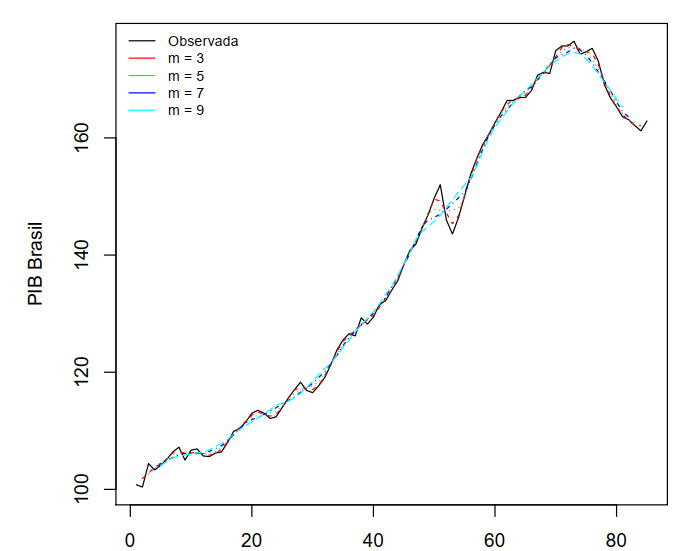 Observada
m = 3
m = 5
m = 7
m = 9
PIB Brasil
160
140
120
100
0 20 40 60 80